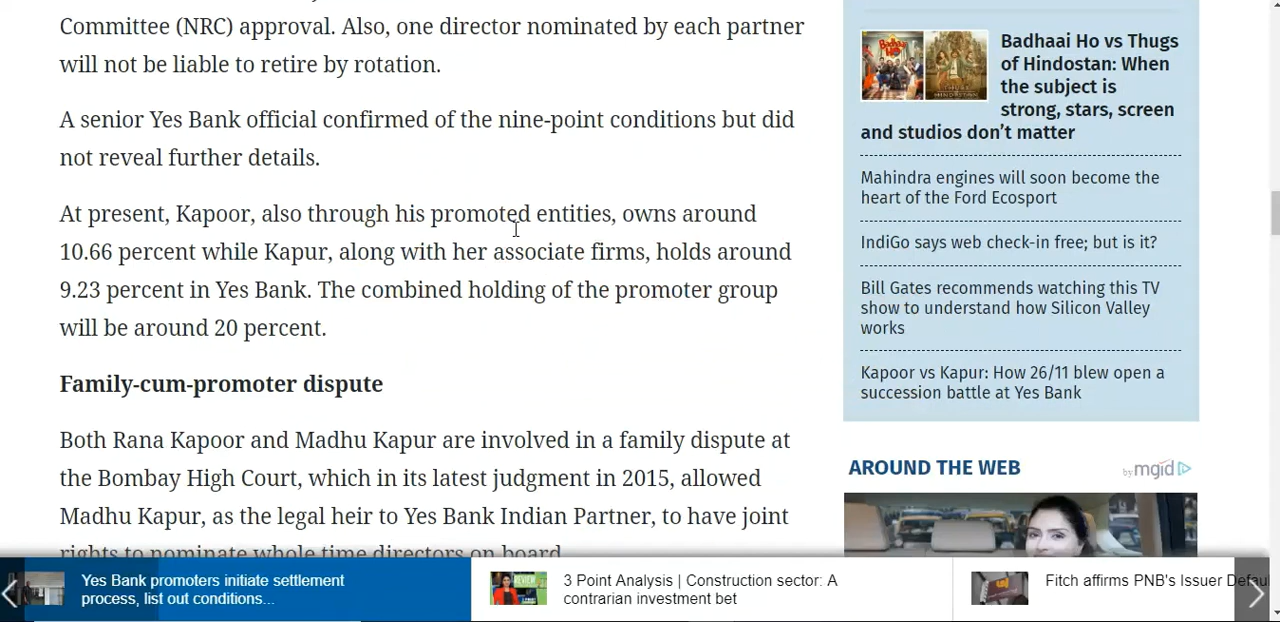 Committee (NRC) approval. Also, one director nominated by each partner
will not be liable to retire by rotation.
A senior Yes Bank official confirmed of the nine-point conditions but did
not reveal further details.
At present, Kapoor, also through his promoted entities, owns around
10.66 percent while Kapur, along with her associate firms, holds around
9.23 percent in Yes Bank. The combined holding of the promoter group
will be around 20 percent.
Family-cum-promoter dispute
Both Rana Kapoor and Madhu Kapur are involved in a family dispute at
the Bombay High Court, which in its latest judgment in 2015, allowed
Madhu Kapur, as the legal heir to Yes Bank Indian Partner, to have joint
rights to nominate whole time directors on board.
Badhaai Ho vs Thugs
of Hindostan: When
the subject is
strong, stars, screen
and studios don’t matter
Mahindra engines will soon become the
heart of the Ford Ecosport
IndiGo says web check-in free; but is it?
Bill Gates recommends watching this TV
show to understand how Silicon Valley
works
Kapoor vs Kapur: How 26/11 blew open a
succession battle at Yes Bank
AROUND THE WEB
by mgid
Yes Bank promoters initiate settlement
process, list out conditions...
3 Point Analysis | Construction sector: A
contrarian investment bet
Fitch affirms PNB's Issuer Defau